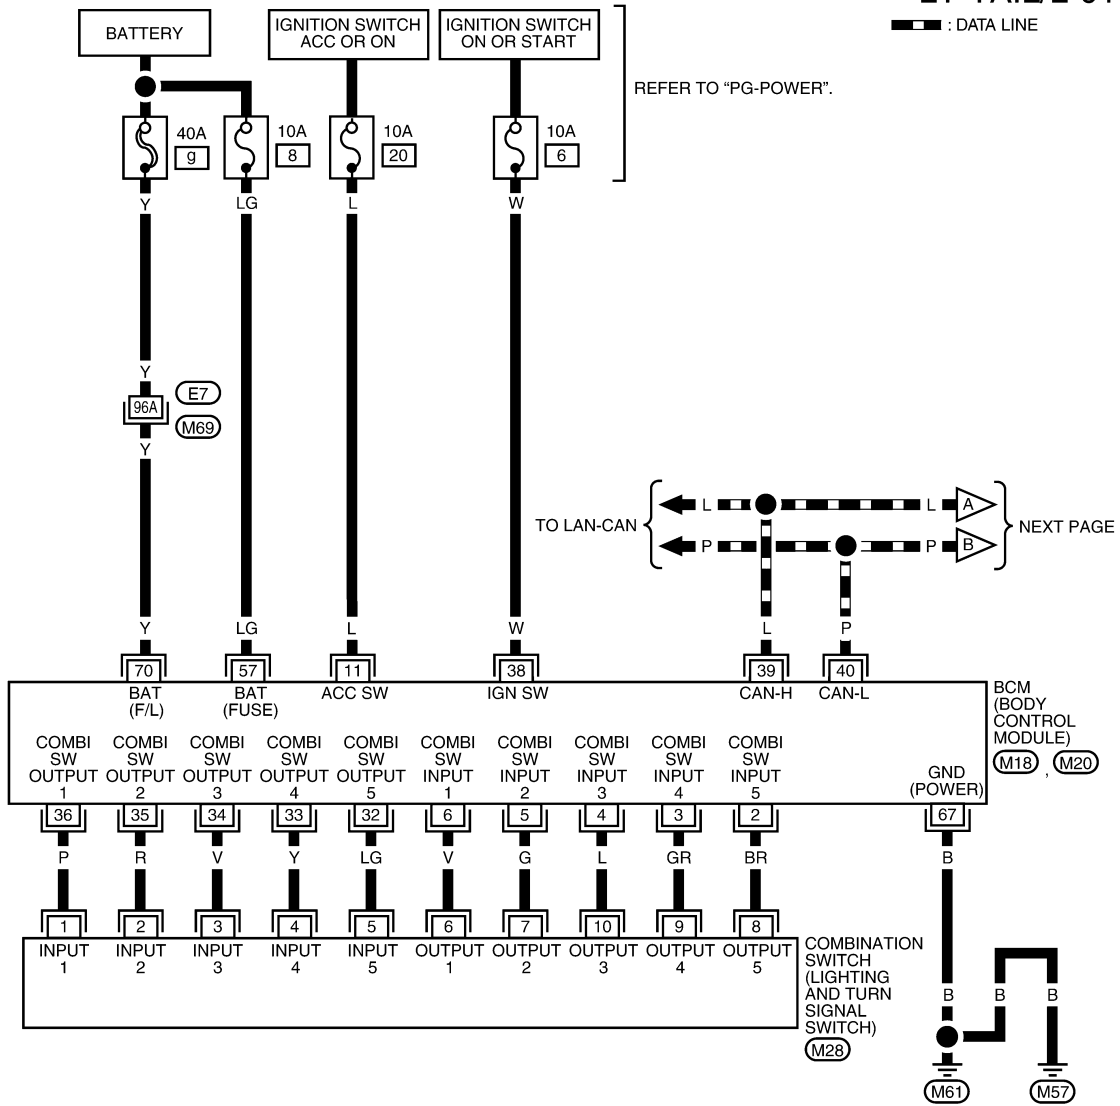 : DATA LINE
BATTERY
IGNITION SWITCH
ACC OR ON
IGNITION SWITCH
ON OR START
REFER TO “PG-POWER”.
40A
g
10A
8
10A
20
10A
6
Y
LG
L
W
Y
96A
E7
M69
Y
TO LAN-CAN
L
L
A
P
P
B
NEXT PAGE
Y
LG
L
W
L
P
70
57
11
38
39
40
BAT
(F/L)
BAT
(FUSE)
ACC SW
IGN SW
CAN-H
CAN-L
BCM
(BODY
CONTROL
MODULE)
M18 , M20
COMBI
SW
OUTPUT
1
COMBI
SW
OUTPUT
2
COMBI
SW
OUTPUT
3
COMBI
SW
OUTPUT
4
COMBI
SW
OUTPUT
5
COMBI
SW
INPUT
1
COMBI
SW
INPUT
2
COMBI
SW
INPUT
3
COMBI
SW
INPUT
4
COMBI
SW
INPUT
5
GND
(POWER)
36
35
34
33
32
6
5
4
3
2
67
P
R
V
Y
LG
V
G
L
GR
BR
B
1
2
3
4
5
6
7
10
9
8
INPUT
1
INPUT
2
INPUT
3
INPUT
4
INPUT
5
OUTPUT
1
OUTPUT
2
OUTPUT
3
OUTPUT
4
OUTPUT
5
COMBINATION
SWITCH
(LIGHTING
AND TURN
SIGNAL
SWITCH)
M28
B
B
B
M61
M57